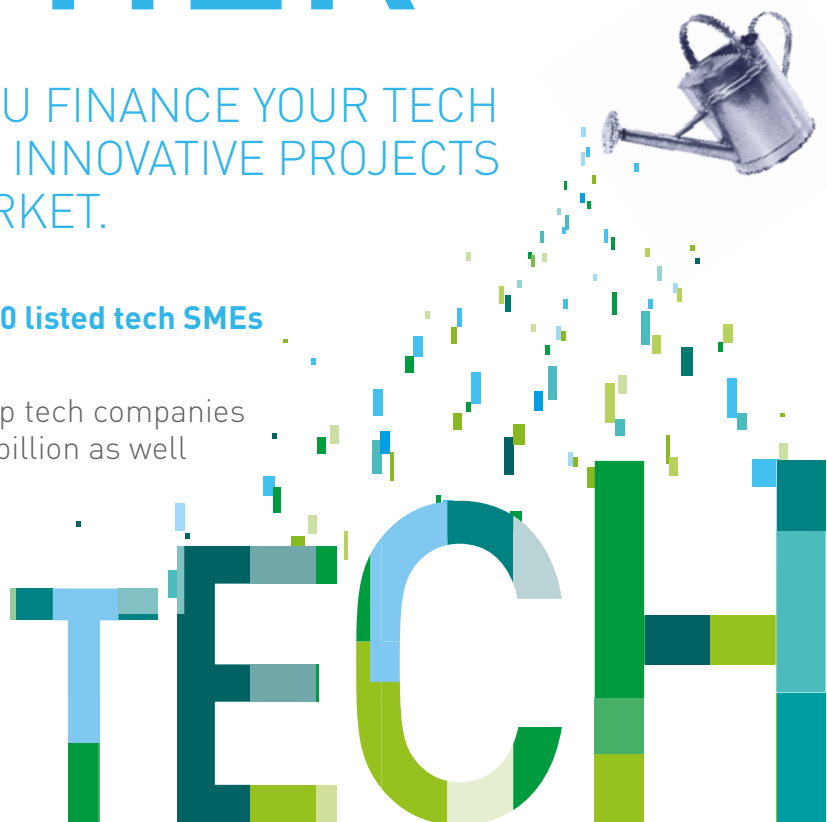 U FINANCE YOUR TECH
INNOVATIVE PROJECTS
RKET.
0 listed tech SMEs
p tech companies
billion as well
TECH